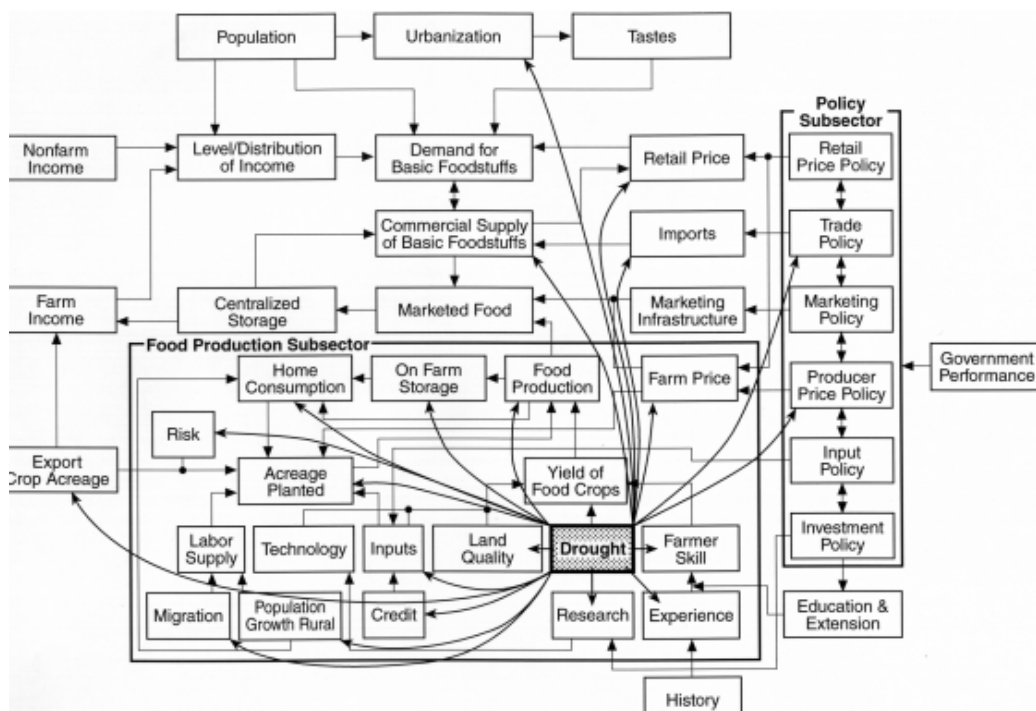 Population
Urbanization
Tastes
Policy
Subsector
Nonfarm
Income
Level/Distribution
of Income
Demand for
Basic Foodstuffs
Retail Price
Retail
Price Policy
Commercial Supply
of Basic Foodstuffs
Imports
Trade
Policy
Farm
Income
Centralized
Storage
Marketed Food
Marketing
Infrastructure
Marketing
Policy
Food Production Subsector
Home
Consumption
On Farm
Storage
Food
Production
Farm Price
Producer
Price Policy
Government
Performance
Risk
Export
Crop Acreage
Acreage
Planted
Yield of
Food Crops
Input
Policy
Labor
Supply
Technology
Inputs
Land
Quality
Drought
Farmer
Skill
Investment
Policy
Migration
Population
Growth Rural
Credit
Research
Experience
Education &
Extension
History